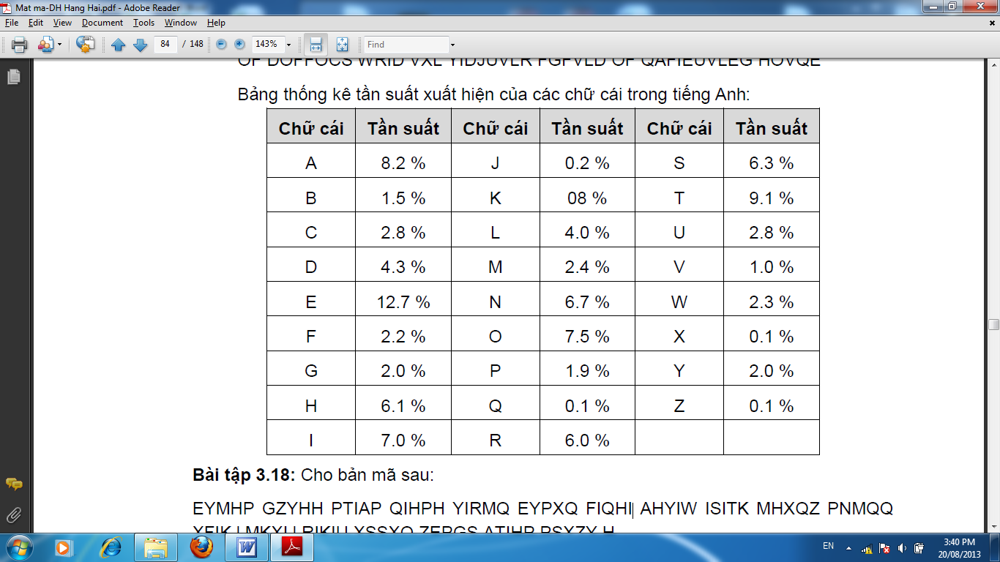 Mat ma-DH Hang Hai.pdf - Adobe Reader
File Edit View Document Tools Window Help
84 / 148 143% Find
OF DOFFOCS WRID VXL YIDJUVLR FGFVLD OF QAFIEUVLEG HOVQE
Bảng thống kê tần suất xuất hiện của các chữ cái trong tiếng Anh:
Chữ cái Tần suất Chữ cái Tần suất Chữ cái Tần suất
A 8.2 % J 0.2 % S 6.3 %
B 1.5 % K 08 % T 9.1 %
C 2.8 % L 4.0 % U 2.8 %
D 4.3 % M 2.4 % V 1.0 %
E 12.7 % N 6.7 % W 2.3 %
F 2.2 % O 7.5 % X 0.1 %
G 2.0 % P 1.9 % Y 2.0 %
H 6.1 % Q 0.1 % Z 0.1 %
I 7.0 % R 6.0 %
Bài tập 3.18: Cho bản mã sau:
EYMHP GZYHH PTIAP QIHPH YIRMQ EYPXQ FIQHI AHYIW ISITK MHXQZ PNMQQ
XFIKJ MKXIJ RIKIU XSSXQ ZEPGS ATIHP PSXZY H
EN 3:40 PM
20/08/2013